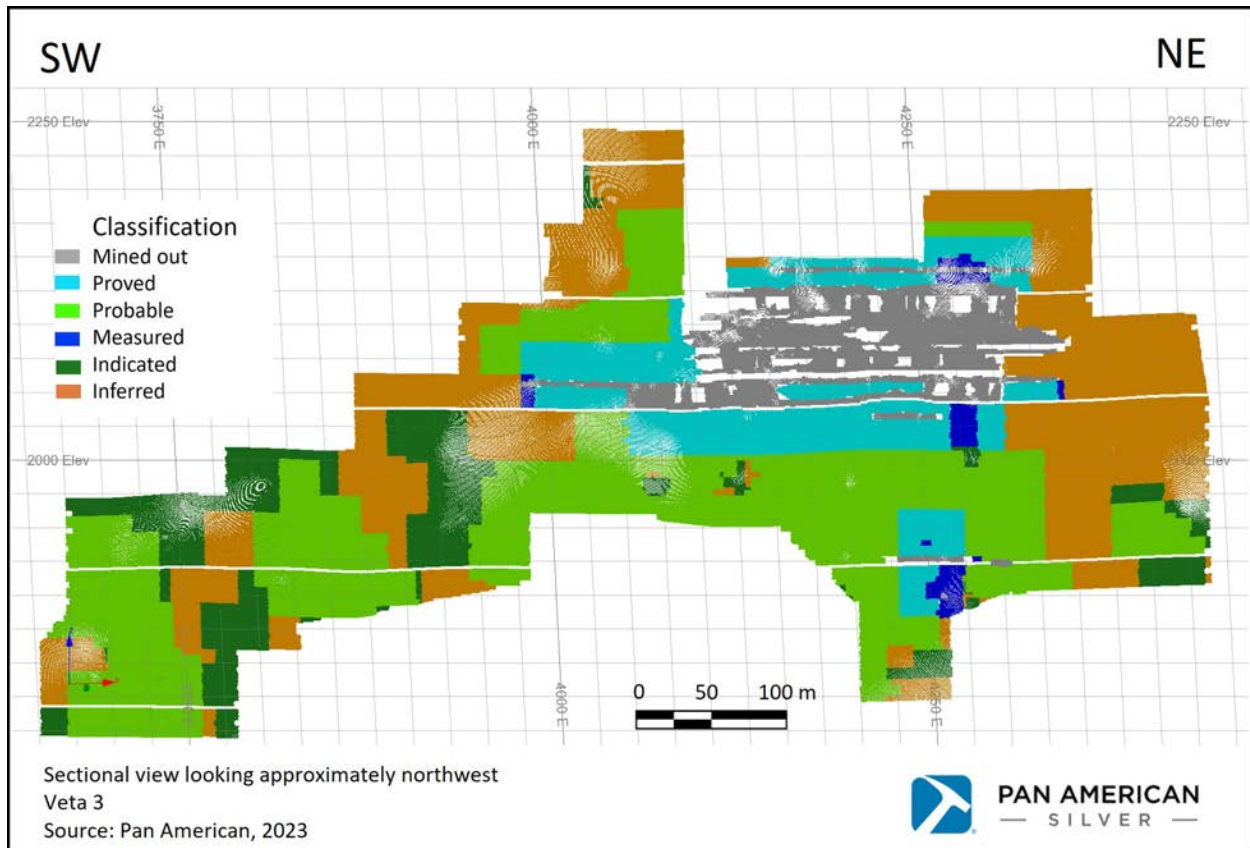 SW
NE
3750 E
4000 E
4250 E
2250 Elev
2250 Elev
Classification
Mined out
Proved
Probable
Measured
Indicated
Inferred
2000 Elev
4000 E
0 50 100 m
Sectional view looking approximately northwest
Veta 3
Source: Pan American, 2023
PAN AMERICAN
— SILVER —